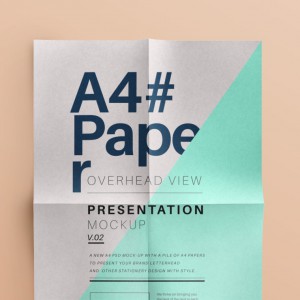 A4#
Pape
r
OVERHEAD VIEW
PRESENTATION
MOCKUP
V.02
A NEW A4 PSD MOCK-UP WITH A PILE OF A4 PAPERS
TO PRESENT YOUR BRAND LETTERHEAD
AND OTHER STATIONERY DESIGN WITH STYLE